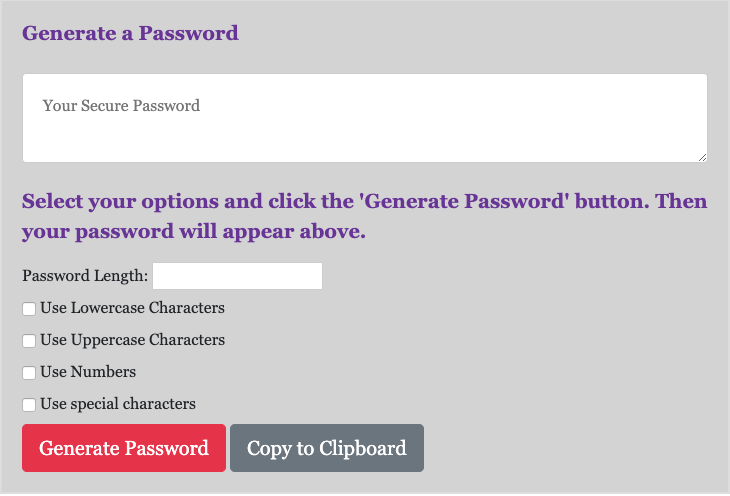 Generate a Password
Your Secure Password
Select your options and click the 'Generate Password' button. Then
your password will appear above.
Password Length:
Use Lowercase Characters
Use Uppercase Characters
Use Numbers
Use special characters
Generate Password Copy to Clipboard